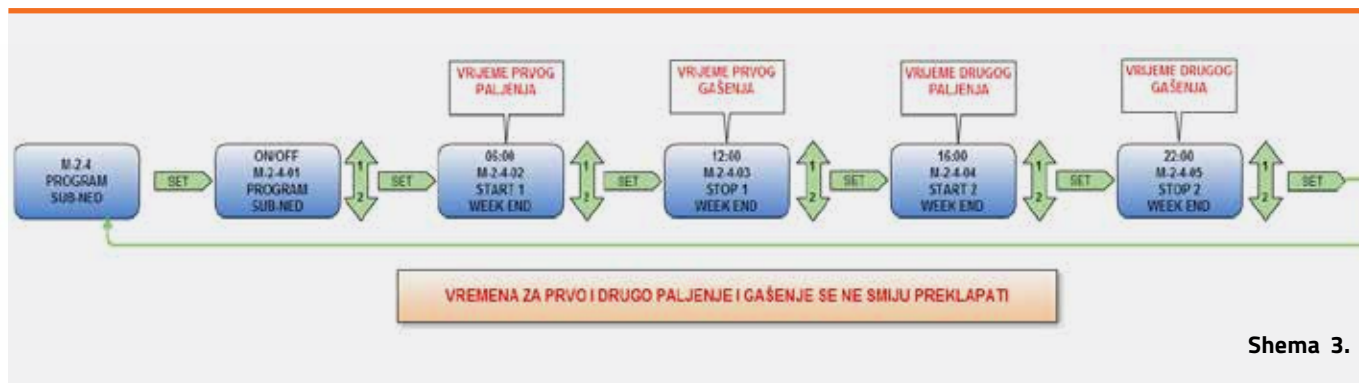 VRIJEME PRVOG
PALJENJA
VRIJEME PRVOG
GAŠENJA
VRIJEME DRUGOG
PALJENJA
VRIJEME DRUGOG
GAŠENJA
M-2.4
PROGRAM
SUB-NED
SET
ON/OFF
M-2-4-01
PROGRAM
SUB-NED
1
2
SET
05:00
M-2-4-02
START 1
WEEK END
1
2
SET
12:00
M-2-4-03
STOP 1
WEEK END
1
2
SET
16:00
M-2-4-04
START 2
WEEK END
1
2
SET
22:00
M-2-4-05
STOP 2
WEEK END
1
2
SET
VREMENA ZA PRVO I DRUGO PALJENJE I GAŠENJE SE NE SMIJU PREKLAPATI
Shema 3.